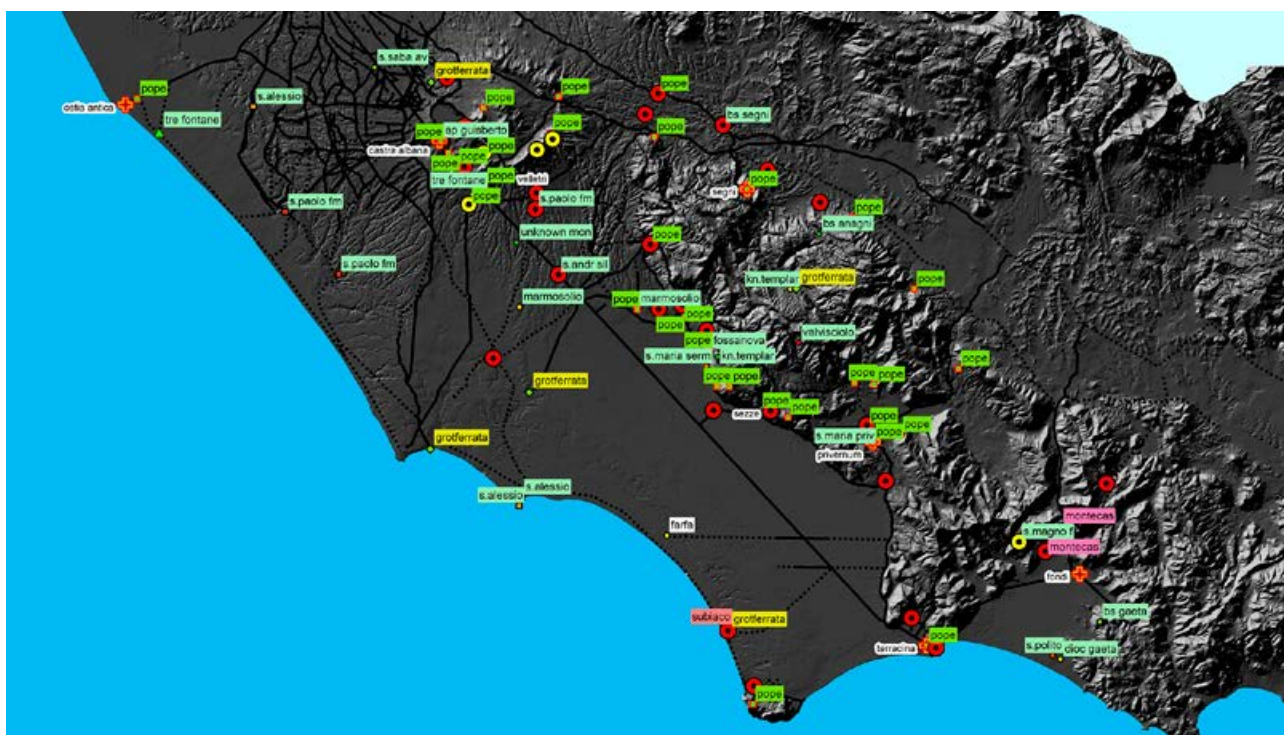 s.saba av
grotferrata
pope
ostia antica
tre fontane
s.alessio
pope
pope
pope
bs segni
pope
ap guisberto
pope
castra albana
pope
pope
pope
pope
tre fontane
pope
velletri
pope
segni
pope
pope
s.paolo fm
s.paolo fm
bs anagni
unknown mon
pope
s.paolo fm
s.andr sil
kn.templar
grotferrata
pope
marmosolio
pope
marmosolio
pope
pope
fossanova
valvisciolo
s.maria sermi
kn.templar
pope
pope
pope
pope
pope
grotferrata
pope
pope
sezze
pope
pope
s.maria priv
pope
privernum
grotferrata
s.alessio
s.alessio
montecas
farfa
s.magno f
montecas
fondi
subiaco
grotferrata
bs gaeta
pope
terracina
s.polito
dioc gaeta
pope